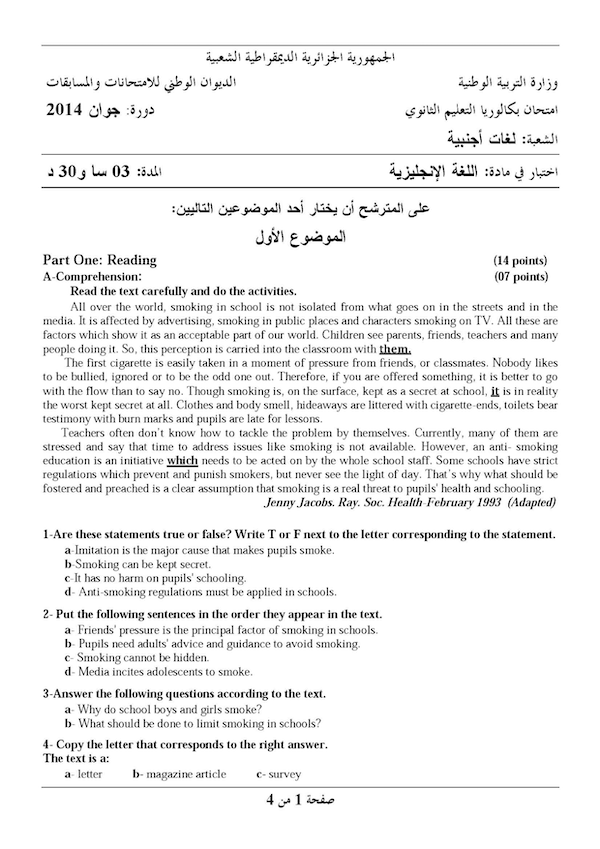 الجمهورية الجزائرية الديمقراطية الشعبية
وزارة التربية الوطنية الديوان الوطني للامتحانات والمسابقات
امتحان بكالوريا التعليم الثانوي دورة: جوان 2014
الشعبة: لغات أجنبية
اختبار في مادة: اللغة الإنجليزية المدة: 03 سا و30 د
على المترشح أن يختار أحد الموضوعين التاليين:
الموضوع الأول
Part One: Reading (14 points)
A-Comprehension: (07 points)
Read the text carefully and do the activities.
All over the world, smoking in school is not isolated from what goes on in the streets and in the
media. It is affected by advertising, smoking in public places and characters smoking on TV. All these are
factors which show it as an acceptable part of our world. Children see parents, friends, teachers and many
people doing it. So, this perception is carried into the classroom with them.
The first cigarette is easily taken in a moment of pressure from friends, or classmates. Nobody likes
to be bullied, ignored or to be the odd one out. Therefore, if you are offered something, it is better to go
with the flow than to say no. Though smoking is, on the surface, kept as a secret at school, it is in reality
the worst kept secret at all. Clothes and body smell, hideaways are littered with cigarette-ends, toilets bear
testimony with burn marks and pupils are late for lessons.
Teachers often don't know how to tackle the problem by themselves. Currently, many of them are
stressed and say that time to address issues like smoking is not available. However, an anti- smoking
education is an initiative which needs to be acted on by the whole school staff. Some schools have strict
regulations which prevent and punish smokers, but never see the light of day. That's why what should be
fostered and preached is a clear assumption that smoking is a real threat to pupils' health and schooling.
Jenny Jacobs. Ray. Soc. Health-February 1993 (Adapted)
1-Are these statements true or false? Write T or F next to the letter corresponding to the statement.
a-Imitation is the major cause that makes pupils smoke.
b-Smoking can be kept secret.
c-It has no harm on pupils' schooling.
d- Anti-smoking regulations must be applied in schools.
2- Put the following sentences in the order they appear in the text.
a- Friends' pressure is the principal factor of smoking in schools.
b- Pupils need adults' advice and guidance to avoid smoking.
c- Smoking cannot be hidden.
d- Media incites adolescents to smoke.
3-Answer the following questions according to the text.
a- Why do school boys and girls smoke?
b- What should be done to limit smoking in schools?
4- Copy the letter that corresponds to the right answer.
The text is a:
a- letter b- magazine article c- survey
صفحة 1 من 4